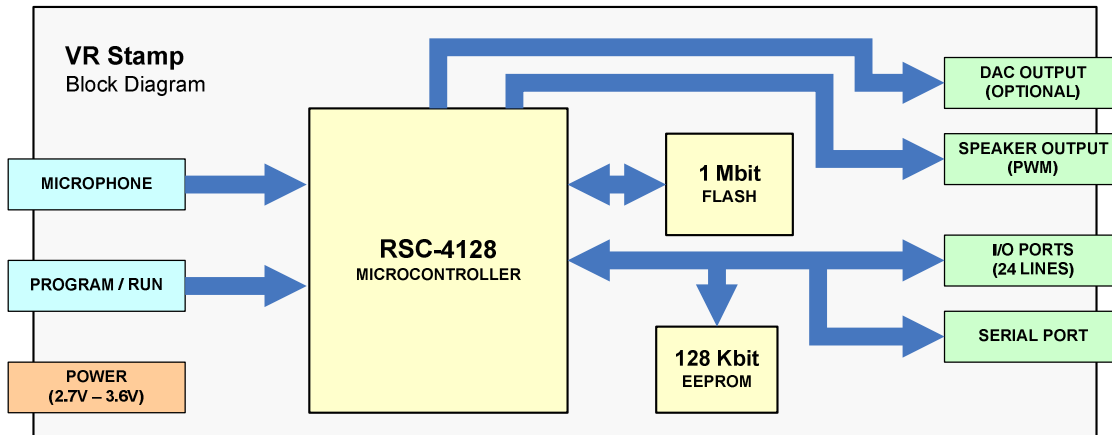 VR Stamp
Block Diagram
DAC OUTPUT
(OPTIONAL)
SPEAKER OUTPUT
(PWM)
MICROPHONE
1 Mbit
FLASH
RSC-4128
MICROCONTROLLER
I/O PORTS
(24 LINES)
PROGRAM / RUN
SERIAL PORT
128 Kbit
EEPROM
POWER
(2.7V – 3.6V)